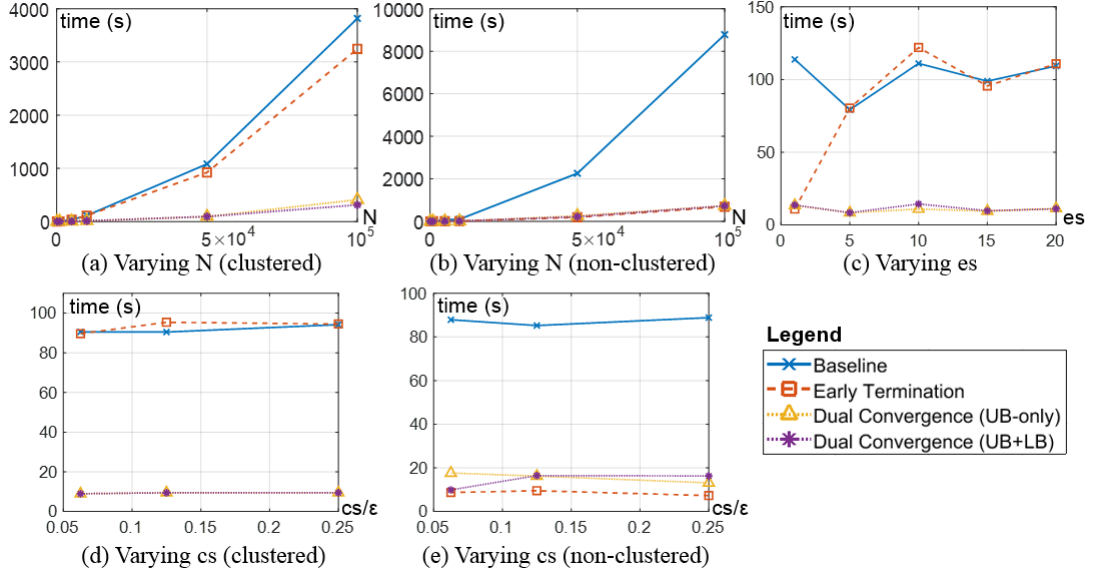 time (s)
4000
3000
2000
1000
0
0
5×10⁴
10⁵
N
(a) Varying N (clustered)
time (s)
10000
8000
6000
4000
2000
0
0
5×10⁴
10⁵
N
(b) Varying N (non-clustered)
time (s)
150
100
50
0
0
5
10
15
20
es
(c) Varying es
time (s)
100
80
60
40
20
0
0.05
0.1
0.15
0.2
0.25
cs/ε
(d) Varying cs (clustered)
time (s)
100
80
60
40
20
0
0.05
0.1
0.15
0.2
0.25
cs/ε
(e) Varying cs (non-clustered)
Legend
Baseline
Early Termination
Dual Convergence (UB-only)
Dual Convergence (UB+LB)